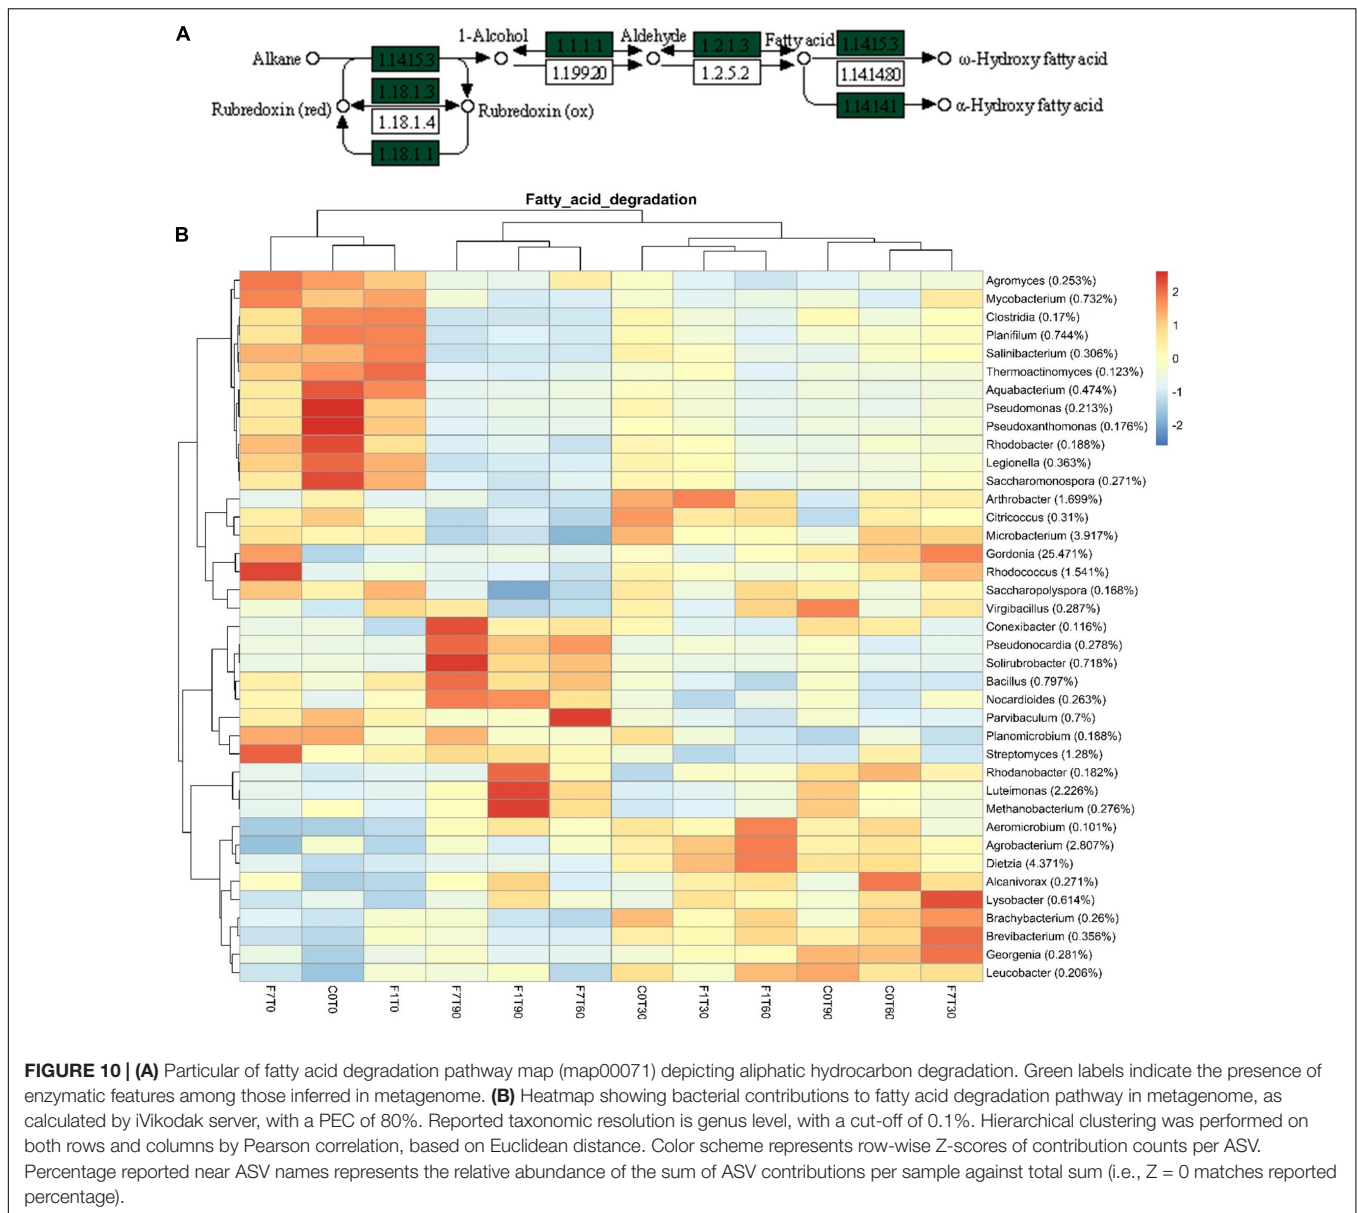 A
Alkane
1.14.15.3
1-Alcohol
1.1.1.1
1.1.99.20
Aldehyde
1.2.1.3
1.2.5.2
Fatty acid
1.14.15.3
1.14.14.80
ω-Hydroxy fatty acid
1.18.1.3
Rubredoxin (red)
1.18.1.4
Rubredoxin (ox)
1.14.14.1
α-Hydroxy fatty acid
1.18.1.1
Fatty_acid_degradation
B
Agromyces (0.253%)
Mycobacterium (0.732%)
Clostridia (0.17%)
Planifilum (0.744%)
Salinibacterium (0.306%)
Thermoactinomyces (0.123%)
Aquabacterium (0.474%)
Pseudomonas (0.213%)
Pseudoxanthomonas (0.176%)
Rhodobacter (0.188%)
Legionella (0.363%)
Saccharomonospora (0.271%)
Arthrobacter (1.699%)
Citricoccus (0.31%)
Microbacterium (3.917%)
Gordonia (25.471%)
Rhodococcus (1.541%)
Saccharopolyspora (0.168%)
Virgibacillus (0.287%)
Conexibacter (0.116%)
Pseudonocardia (0.278%)
Solirubrobacter (0.718%)
Bacillus (0.797%)
Nocardioides (0.263%)
Parvibaculum (0.7%)
Planomicrobium (0.188%)
Streptomyces (1.28%)
Rhodanobacter (0.182%)
Luteimonas (2.226%)
Methanobacterium (0.276%)
Aeromicrobium (0.101%)
Agrobacterium (2.807%)
Dietzia (4.371%)
Alcanivorax (0.271%)
Lysobacter (0.614%)
Brachybacterium (0.26%)
Brevibacterium (0.356%)
Georgenia (0.281%)
Leucobacter (0.206%)
2
1
0
-1
-2
F7T0
C0T0
F1T0
F7T90
F1T90
F7T60
C0T30
F1T30
F1T60
C0T90
C0T60
F7T30
FIGURE 10 | (A) Particular of fatty acid degradation pathway map (map00071) depicting aliphatic hydrocarbon degradation. Green labels indicate the presence of
enzymatic features among those inferred in metagenome. (B) Heatmap showing bacterial contributions to fatty acid degradation pathway in metagenome, as
calculated by iVikodak server, with a PEC of 80%. Reported taxonomic resolution is genus level, with a cut-off of 0.1%. Hierarchical clustering was performed on
both rows and columns by Pearson correlation, based on Euclidean distance. Color scheme represents row-wise Z-scores of contribution counts per ASV.
Percentage reported near ASV names represents the relative abundance of the sum of ASV contributions per sample against total sum (i.e., Z = 0 matches reported
percentage).